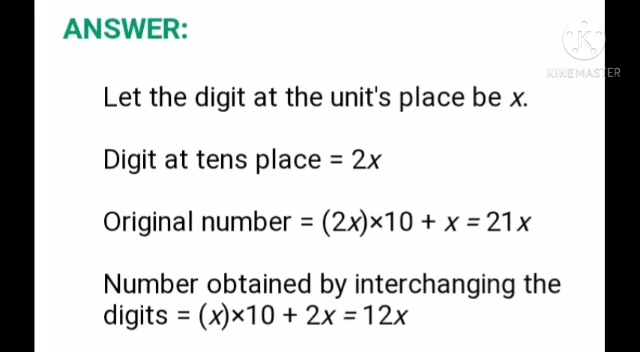 ANSWER:
KINEMASTER
Let the digit at the unit's place be x.
Digit at tens place = 2x
Original number = (2x)×10 + x = 21x
Number obtained by interchanging the
digits = (x)×10 + 2x = 12x